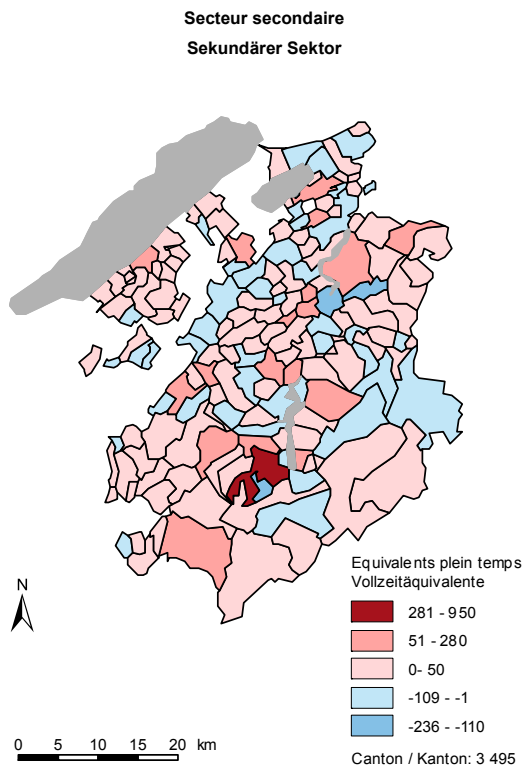 Secteur secondaire
Sekundärer Sektor
Equivalents plein temps
Vollzeitäquivalente
281 - 950
51 - 280
0- 50
-109 - -1
-236 - -110
Canton / Kanton: 3 495
N
0 5 10 15 20 km